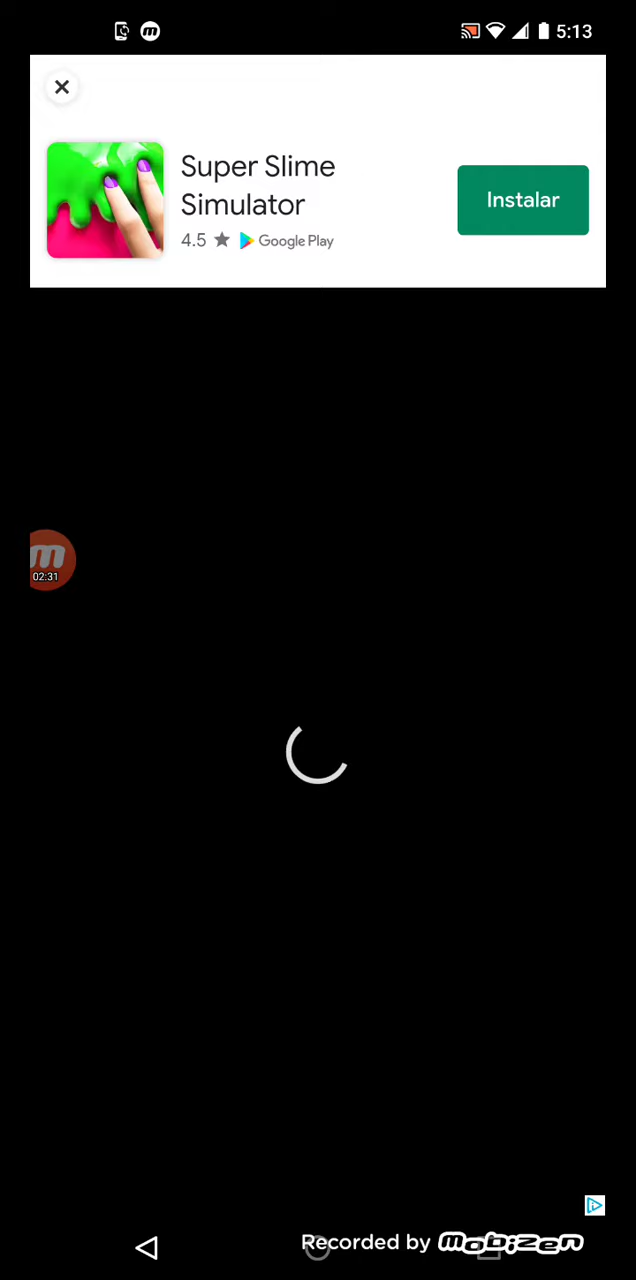 5:13
Super Slime
Simulator
4.5 ★ Google Play
Instalar
m
02:31
Recorded by mobizen